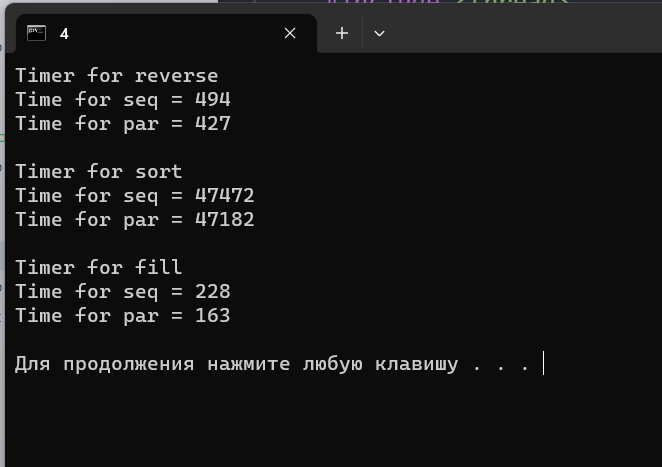 4
Timer for reverse
Time for seq = 494
Time for par = 427
Timer for sort
Time for seq = 47472
Time for par = 47182
Timer for fill
Time for seq = 228
Time for par = 163
Для продолжения нажмите любую клавишу . . .